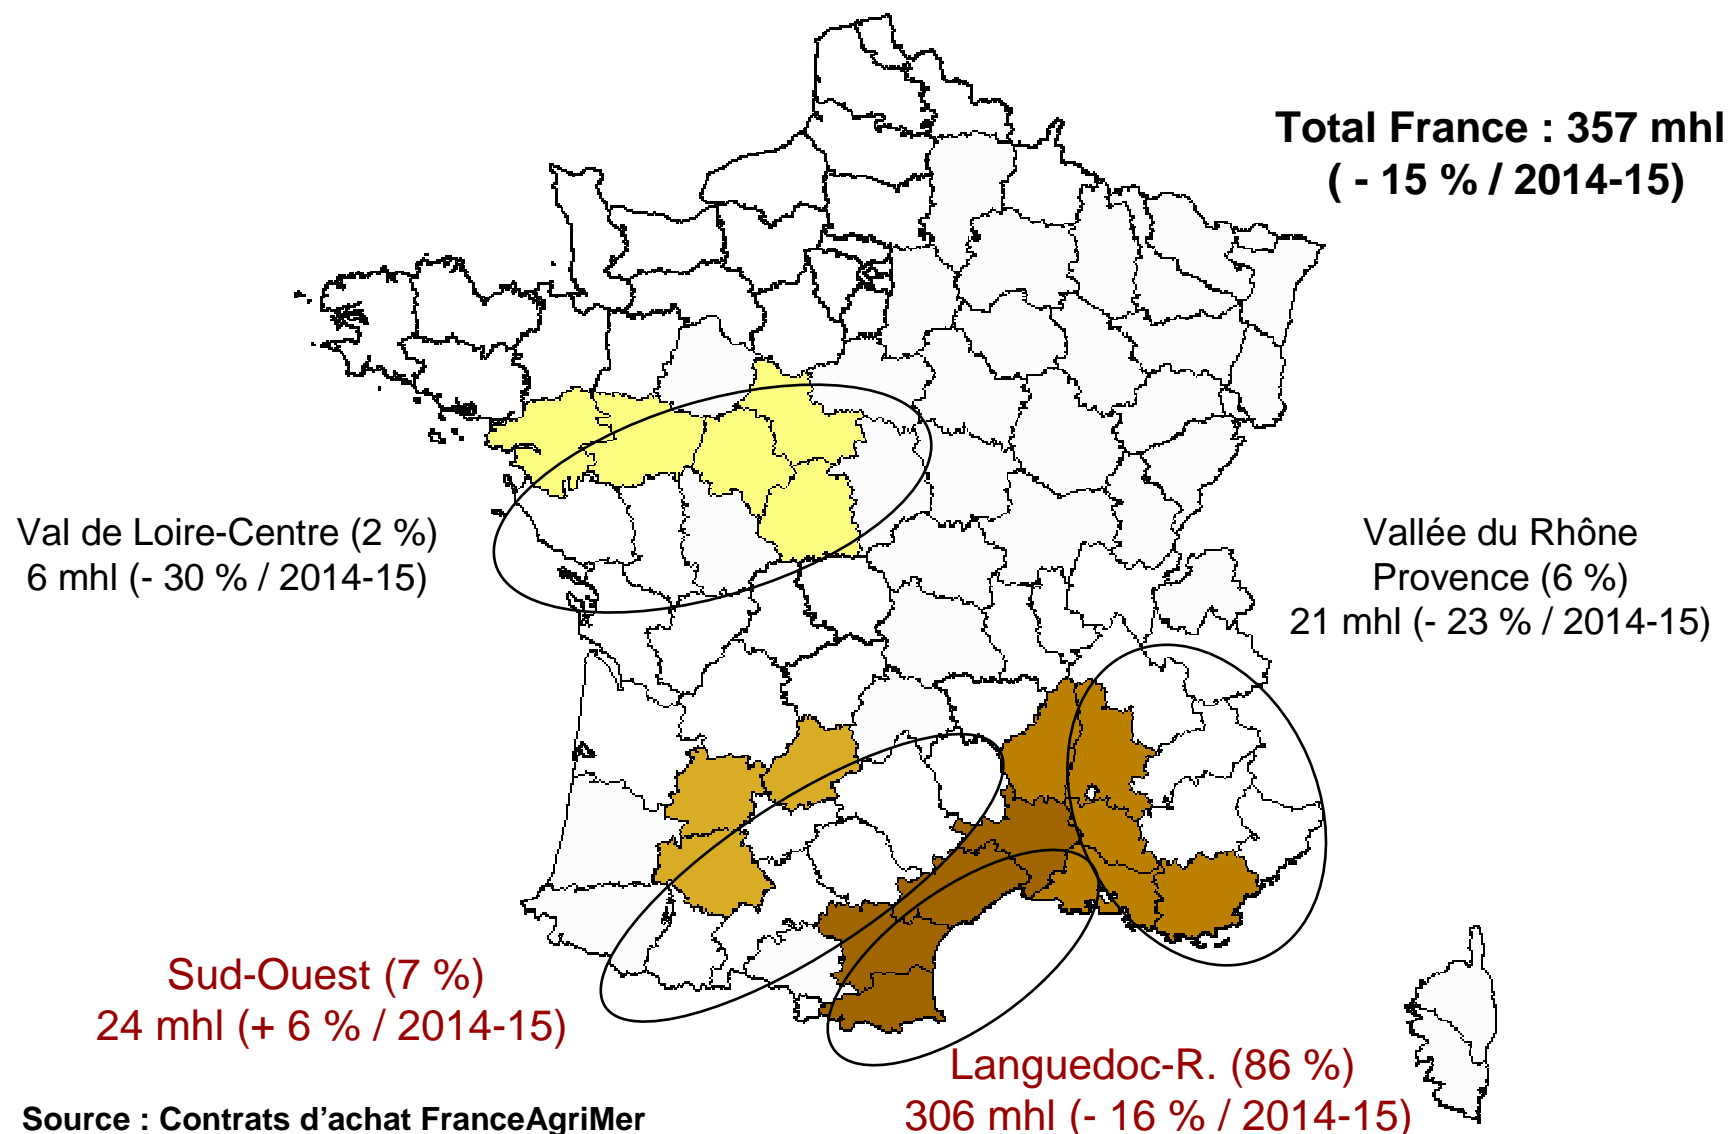 Total France : 357 mhl
( - 15 % / 2014-15)
Val de Loire-Centre (2 %)
6 mhl (- 30 % / 2014-15)
Vallée du Rhône
Provence (6 %)
21 mhl (- 23 % / 2014-15)
Sud-Ouest (7 %)
24 mhl (+ 6 % / 2014-15)
Languedoc-R. (86 %)
306 mhl (- 16 % / 2014-15)
Source : Contrats d'achat FranceAgriMer